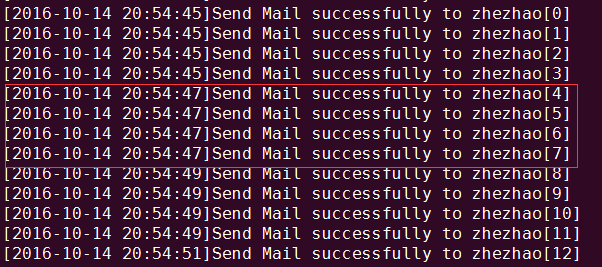 [2016-10-14 20:54:45]Send Mail successfully to zhezhao[0]
[2016-10-14 20:54:45]Send Mail successfully to zhezhao[1]
[2016-10-14 20:54:45]Send Mail successfully to zhezhao[2]
[2016-10-14 20:54:45]Send Mail successfully to zhezhao[3]
[2016-10-14 20:54:47]Send Mail successfully to zhezhao[4]
[2016-10-14 20:54:47]Send Mail successfully to zhezhao[5]
[2016-10-14 20:54:47]Send Mail successfully to zhezhao[6]
[2016-10-14 20:54:47]Send Mail successfully to zhezhao[7]
[2016-10-14 20:54:49]Send Mail successfully to zhezhao[8]
[2016-10-14 20:54:49]Send Mail successfully to zhezhao[9]
[2016-10-14 20:54:49]Send Mail successfully to zhezhao[10]
[2016-10-14 20:54:49]Send Mail successfully to zhezhao[11]
[2016-10-14 20:54:51]Send Mail successfully to zhezhao[12]